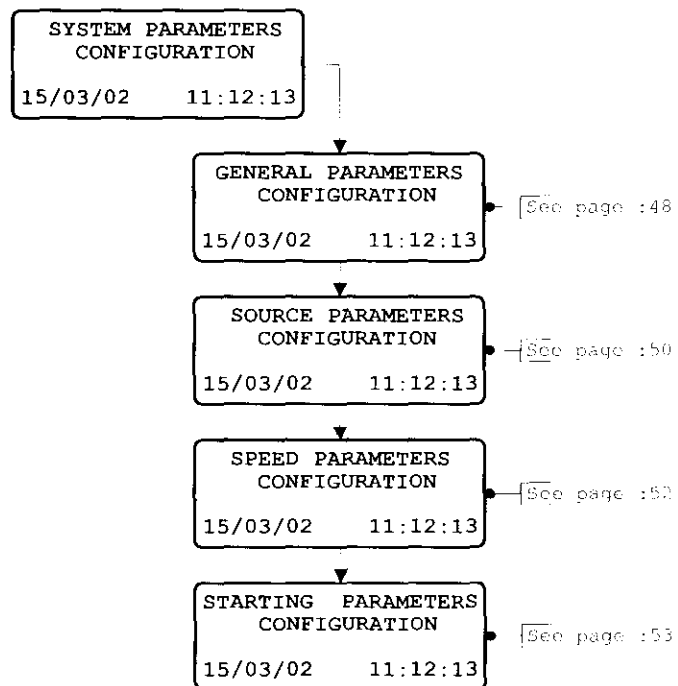 SYSTEM PARAMETERS
CONFIGURATION
15/03/02 11:12:13
GENERAL PARAMETERS
CONFIGURATION
15/03/02 11:12:13
See page :48
SOURCE PARAMETERS
CONFIGURATION
15/03/02 11:12:13
See page :50
SPEED PARAMETERS
CONFIGURATION
15/03/02 11:12:13
See page :52
STARTING PARAMETERS
CONFIGURATION
15/03/02 11:12:13
See page :53